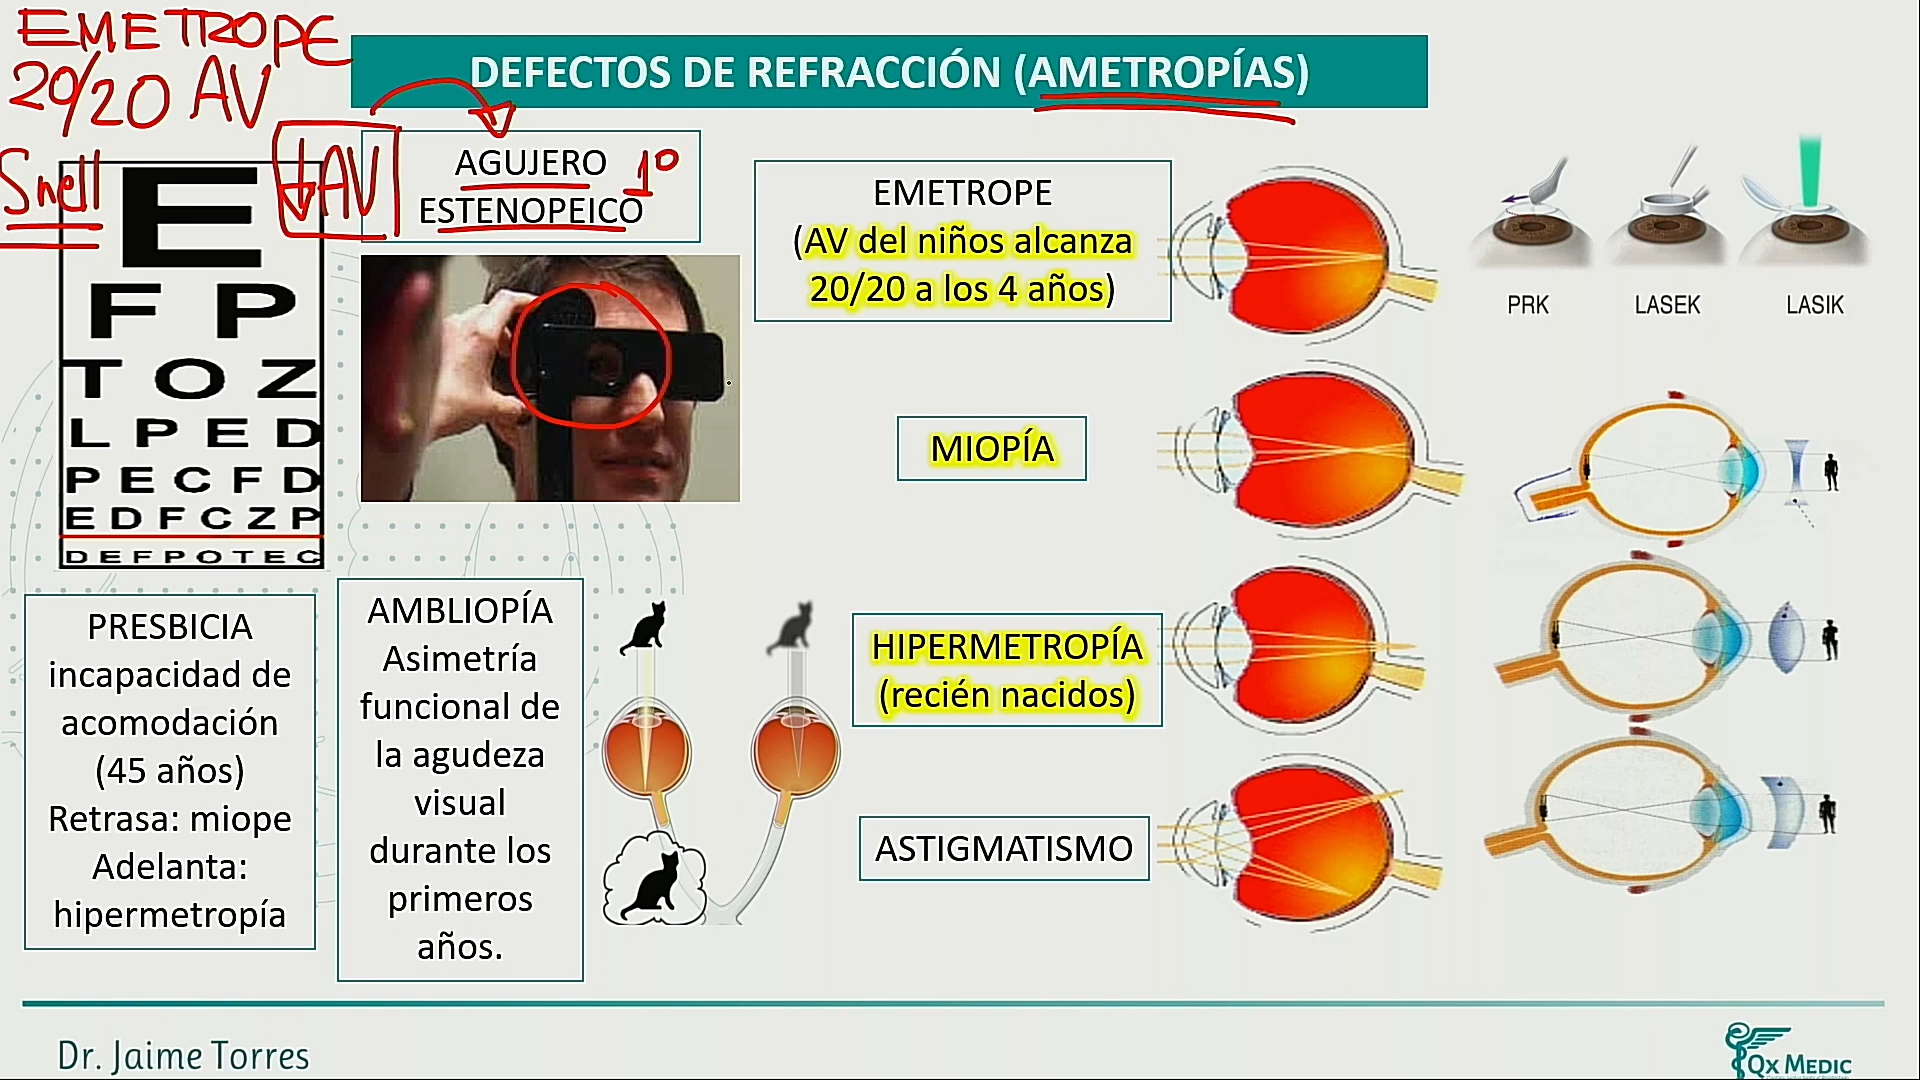 EMETROPE
20/20 AV
DEFECTOS DE REFRACCIÓN (AMETROPÍAS)
Snell
↓AV
AGUJERO
ESTENOPEICO
1º
E
F P
T O Z
L P E D
P E C F D
E D F C Z P
D E F P O T E C
EMETROPE
(AV del niños alcanza
20/20 a los 4 años)
PRK
LASEK
LASIK
MIOPÍA
HIPERMETROPÍA
(recién nacidos)
ASTIGMATISMO
PRESBICIA
incapacidad de
acomodación
(45 años)
Retrasa: miope
Adelanta:
hipermetropía
AMBLIOPÍA
Asimetría
funcional de
la agudeza
visual
durante los
primeros
años.
Dr. Jaime Torres
QX MEDIC